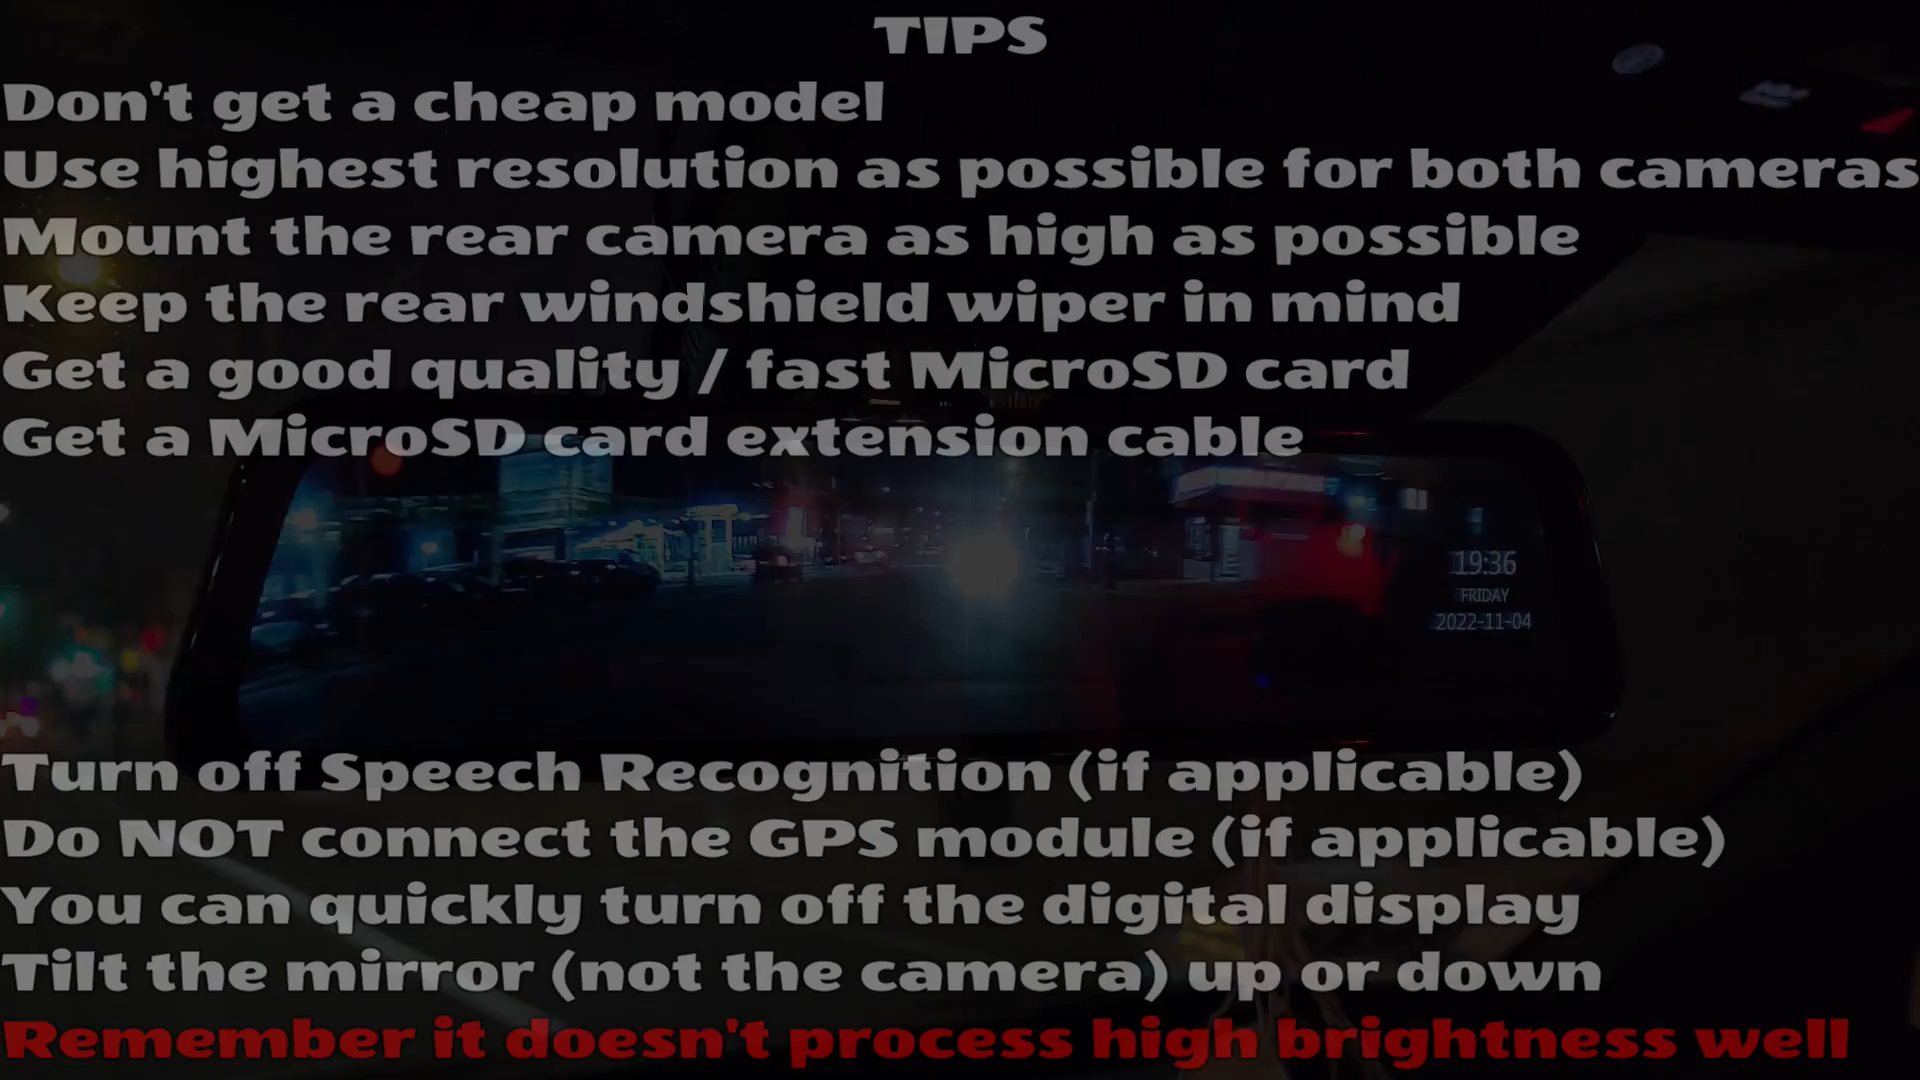 TIPS
Don't get a cheap model
Use highest resolution as possible for both cameras
Mount the rear camera as high as possible
Keep the rear windshield wiper in mind
Get a good quality / fast MicroSD card
Get a MicroSD card extension cable
19:36
FRIDAY
2022-11-04
Turn off Speech Recognition (if applicable)
Do NOT connect the GPS module (if applicable)
You can quickly turn off the digital display
Tilt the mirror (not the camera) up or down
Remember it doesn't process high brightness well